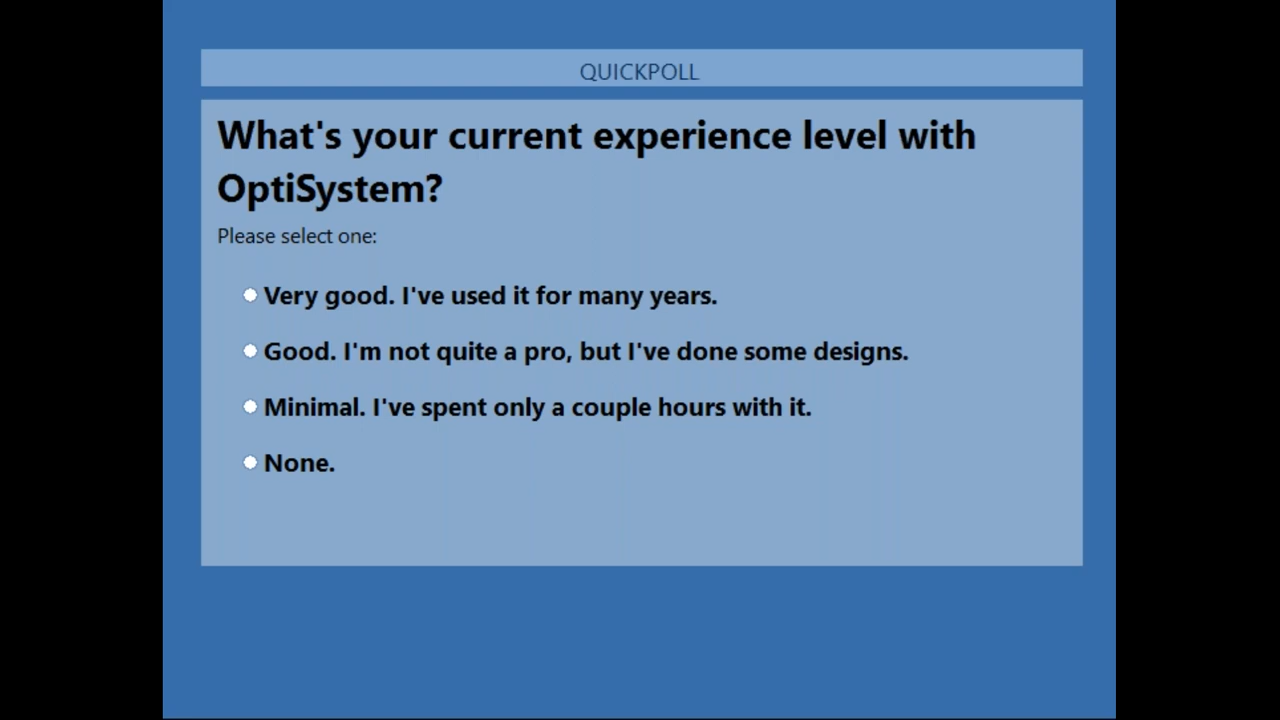 QUICKPOLL
What's your current experience level with
OptiSystem?
Please select one:
Very good. I've used it for many years.
Good. I'm not quite a pro, but I've done some designs.
Minimal. I've spent only a couple hours with it.
None.